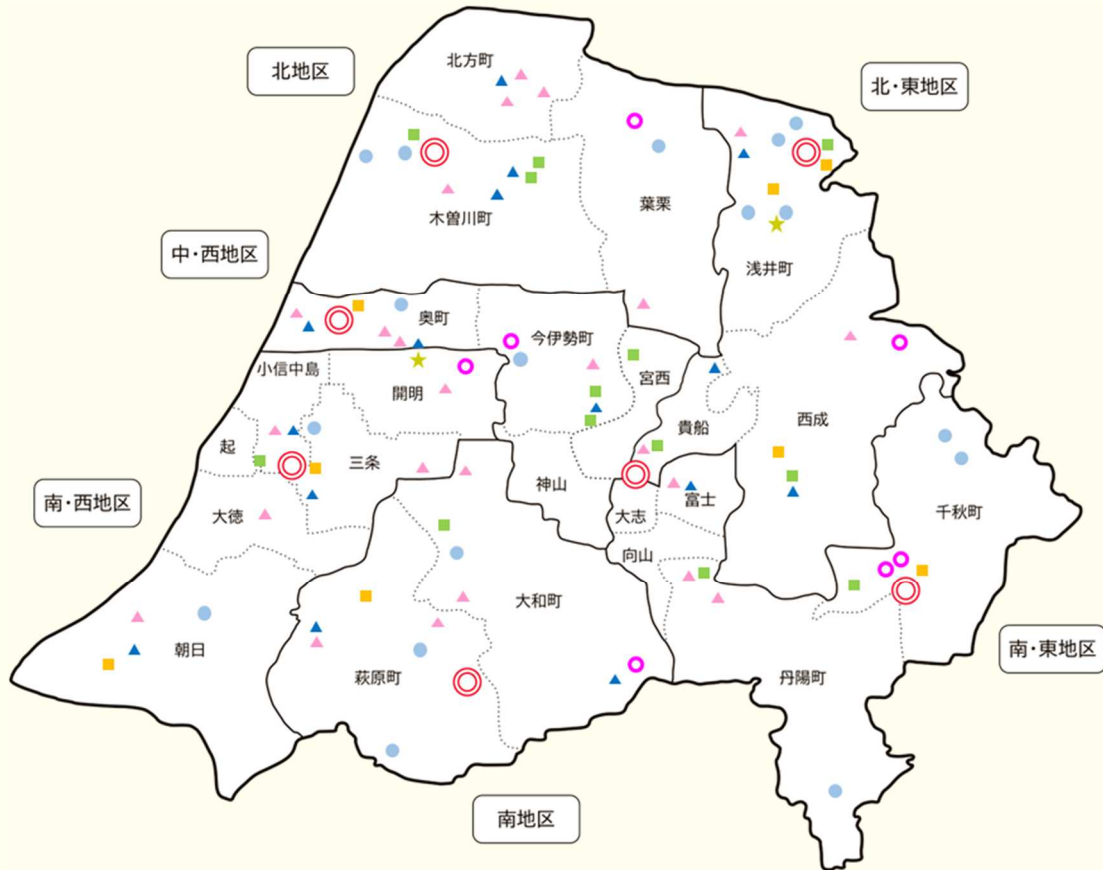 北地区
北方町
北・東地区
葉栗
木曽川町
中・西地区
浅井町
奥町
今伊勢町
小信中島
開明
宮西
貴船
西成
起
三条
神山
南・西地区
大徳
大志
富士
千秋町
向山
大和町
朝日
萩原町
丹陽町
南・東地区
南地区